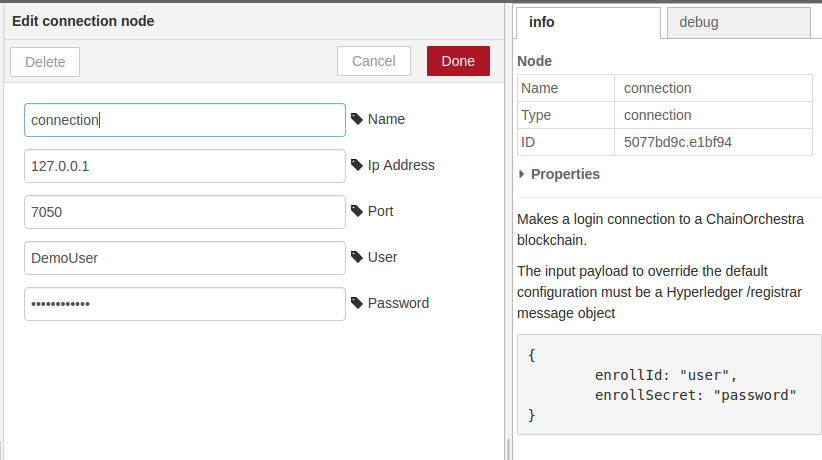 Edit connection node
Delete
Cancel
Done
connection
Name
127.0.0.1
Ip Address
7050
Port
DemoUser
User
••••••••••••
Password
info
debug
Node
Name connection
Type connection
ID 5077bd9c.e1bf94
Properties
Makes a login connection to a ChainOrchestra
blockchain.
The input payload to override the default
configuration must be a Hyperledger /registrar
message object
{
enrollId: "user",
enrollSecret: "password"
}